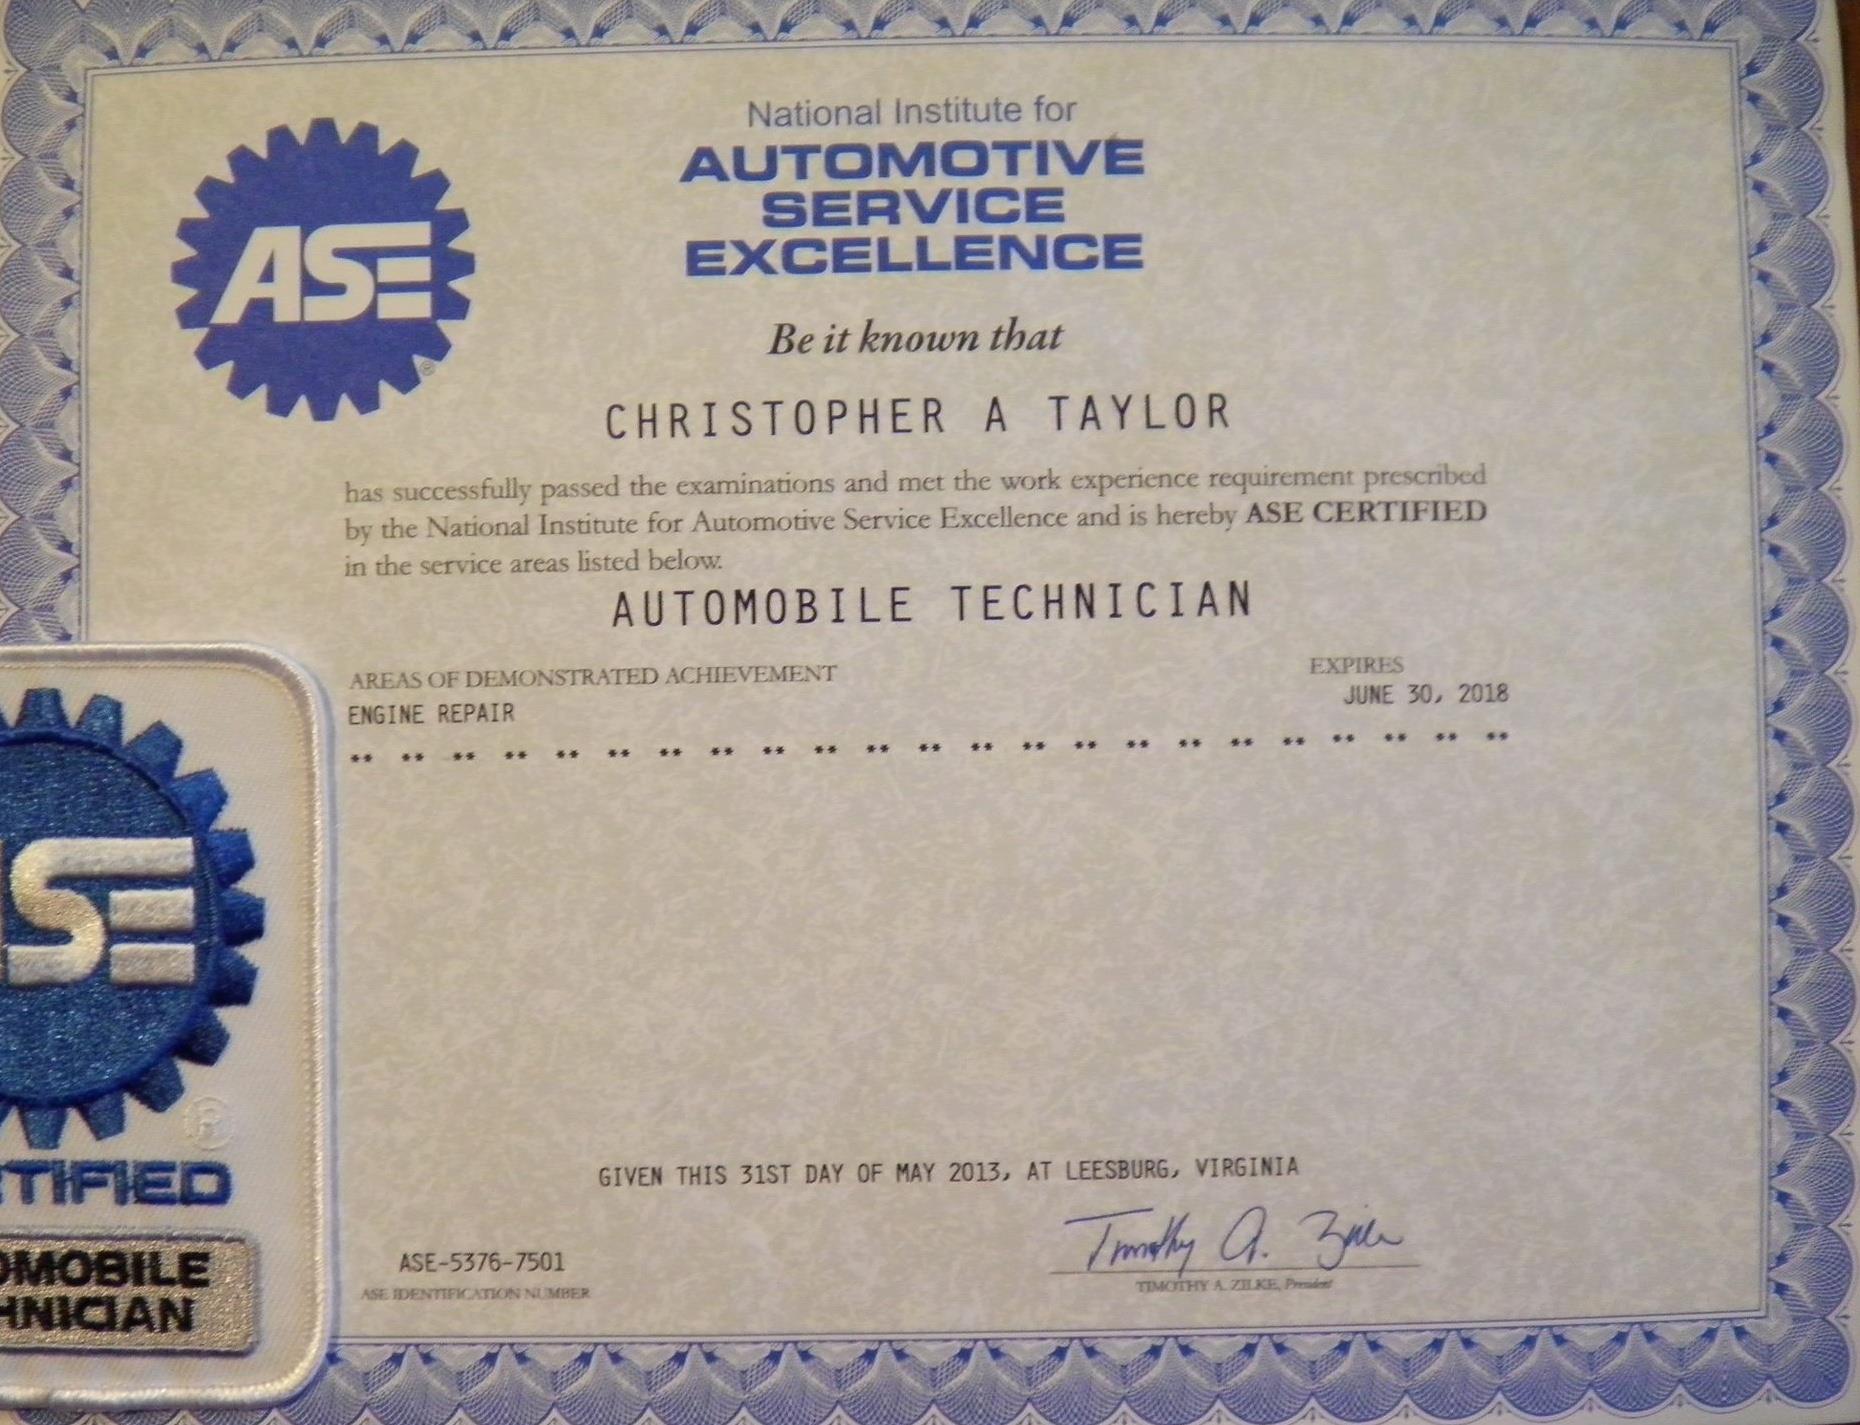 ASE
®
National Institute for
AUTOMOTIVE
SERVICE
EXCELLENCE
Be it known that
CHRISTOPHER A TAYLOR
has successfully passed the examinations and met the work experience requirement prescribed
by the National Institute for Automotive Service Excellence and is hereby ASE CERTIFIED
in the service areas listed below.
AUTOMOBILE TECHNICIAN
AREAS OF DEMONSTRATED ACHIEVEMENT EXPIRES
ENGINE REPAIR JUNE 30, 2018
** ** ** ** ** ** ** ** ** ** ** ** ** ** ** ** ** ** ** ** ** ** **
GIVEN THIS 31ST DAY OF MAY 2013, AT LEESBURG, VIRGINIA
Timothy A. Zilke
TIMOTHY A. ZILKE, President
ASE-5376-7501
ASE IDENTIFICATION NUMBER
SE
®
TIFIED
OMOBILE
HNICIAN